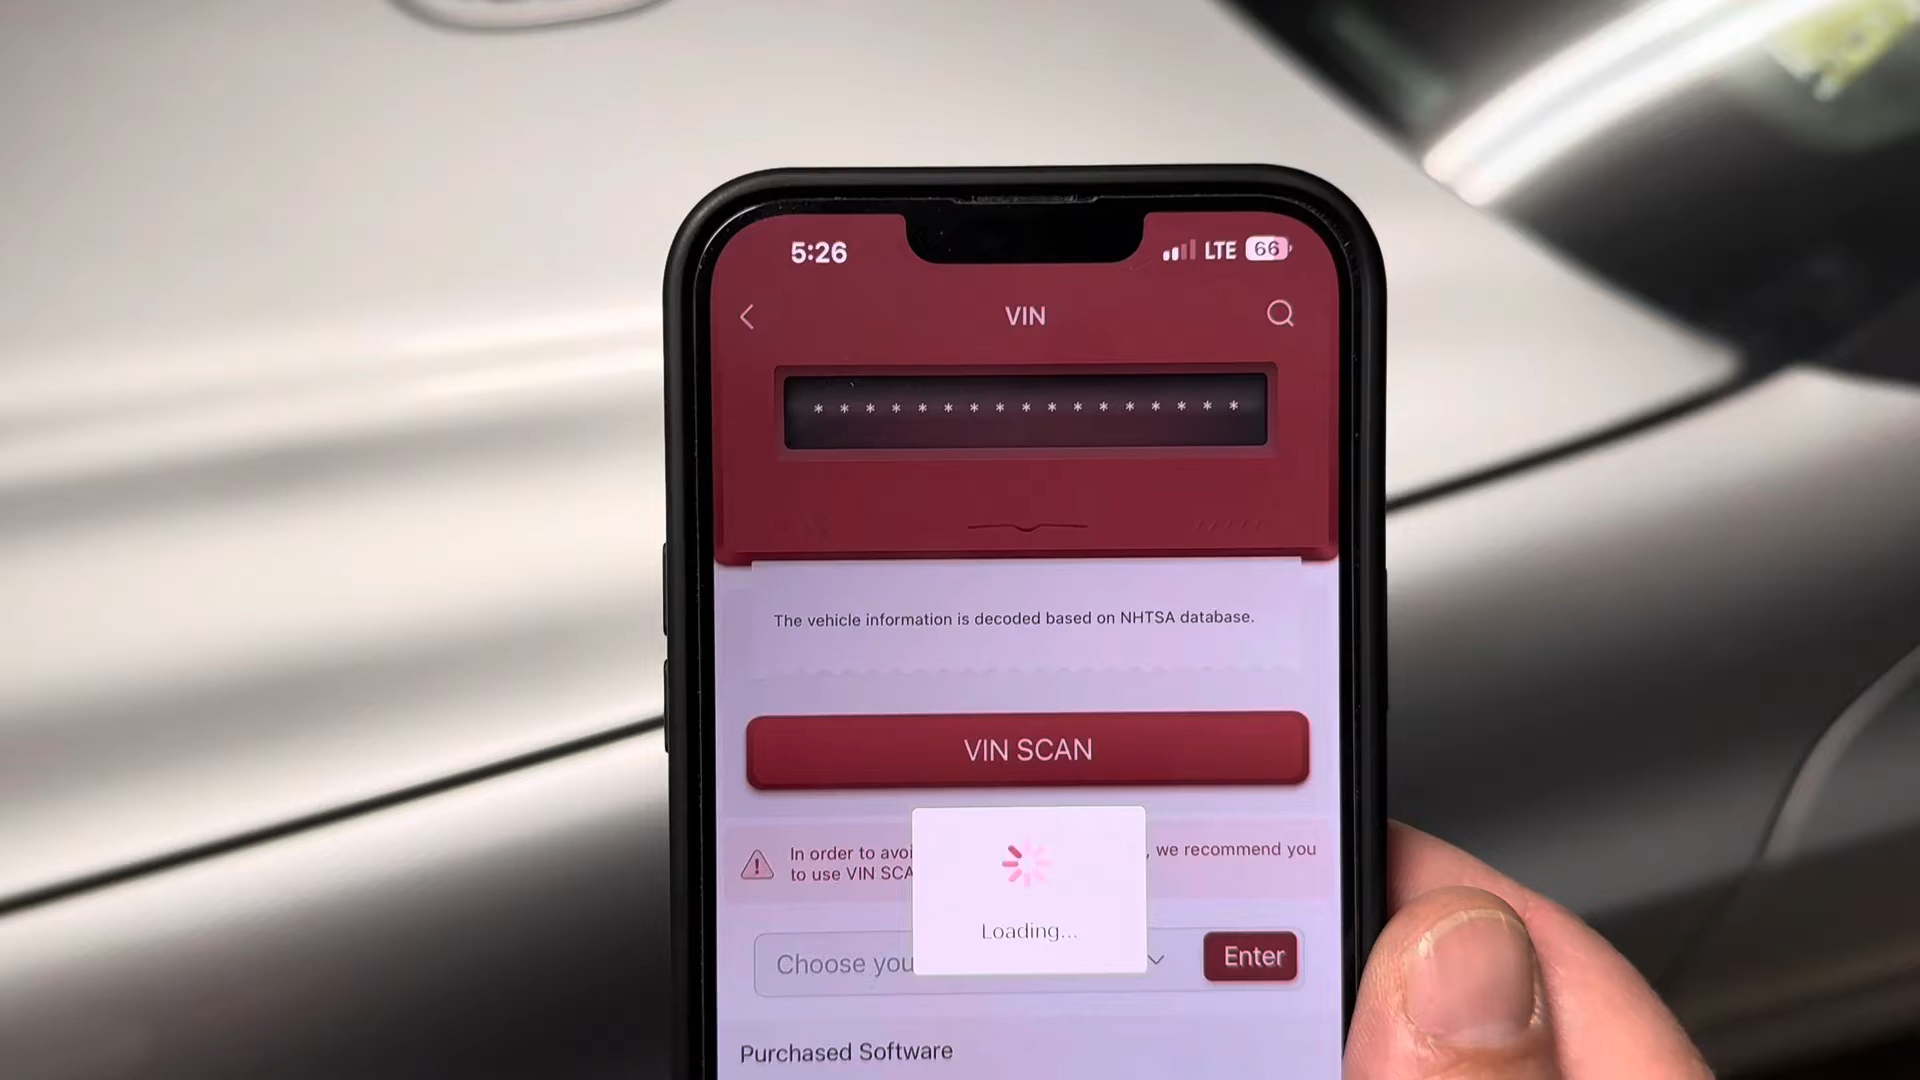 5:26 LTE 66
VIN
* * * * * * * * * * * * * * * * *
The vehicle information is decoded based on NHTSA database.
VIN SCAN
In order to avoi , we recommend you
to use VIN SCA
Loading...
Choose you
Enter
Purchased Software